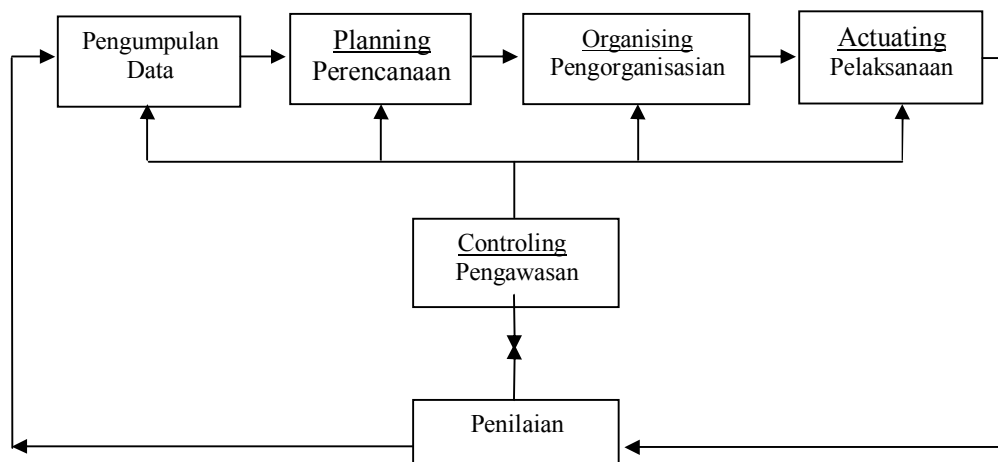 Pengumpulan
Data
Planning
Perencanaan
Organising
Pengorganisasian
Actuating
Pelaksanaan
Controling
Pengawasan
Penilaian